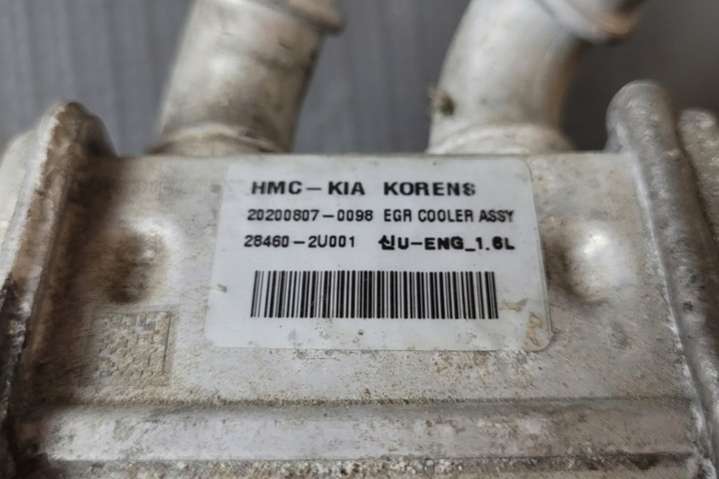 HMC-KIA KORENS
20200807-0098 EGR COOLER ASSY
28460-2U001 신U-ENG_1.6L